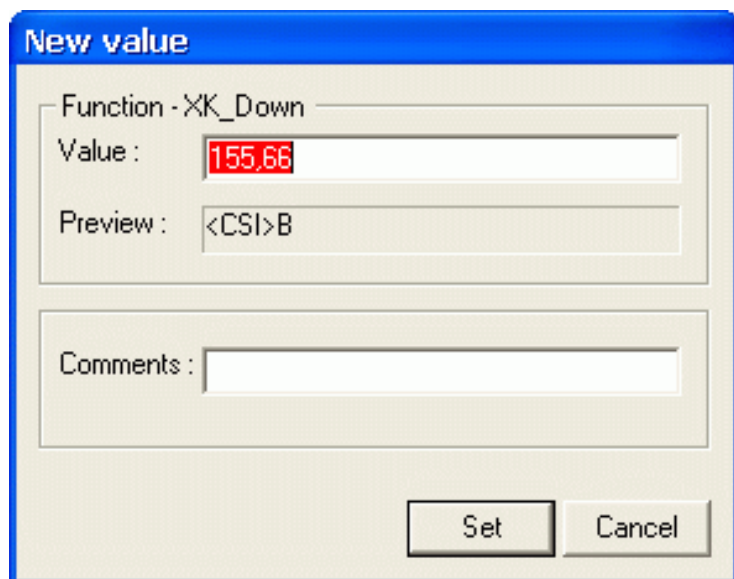 New value
Function - XK_Down
Value : 155,66
Preview : <CSI>B
Comments :
Set Cancel